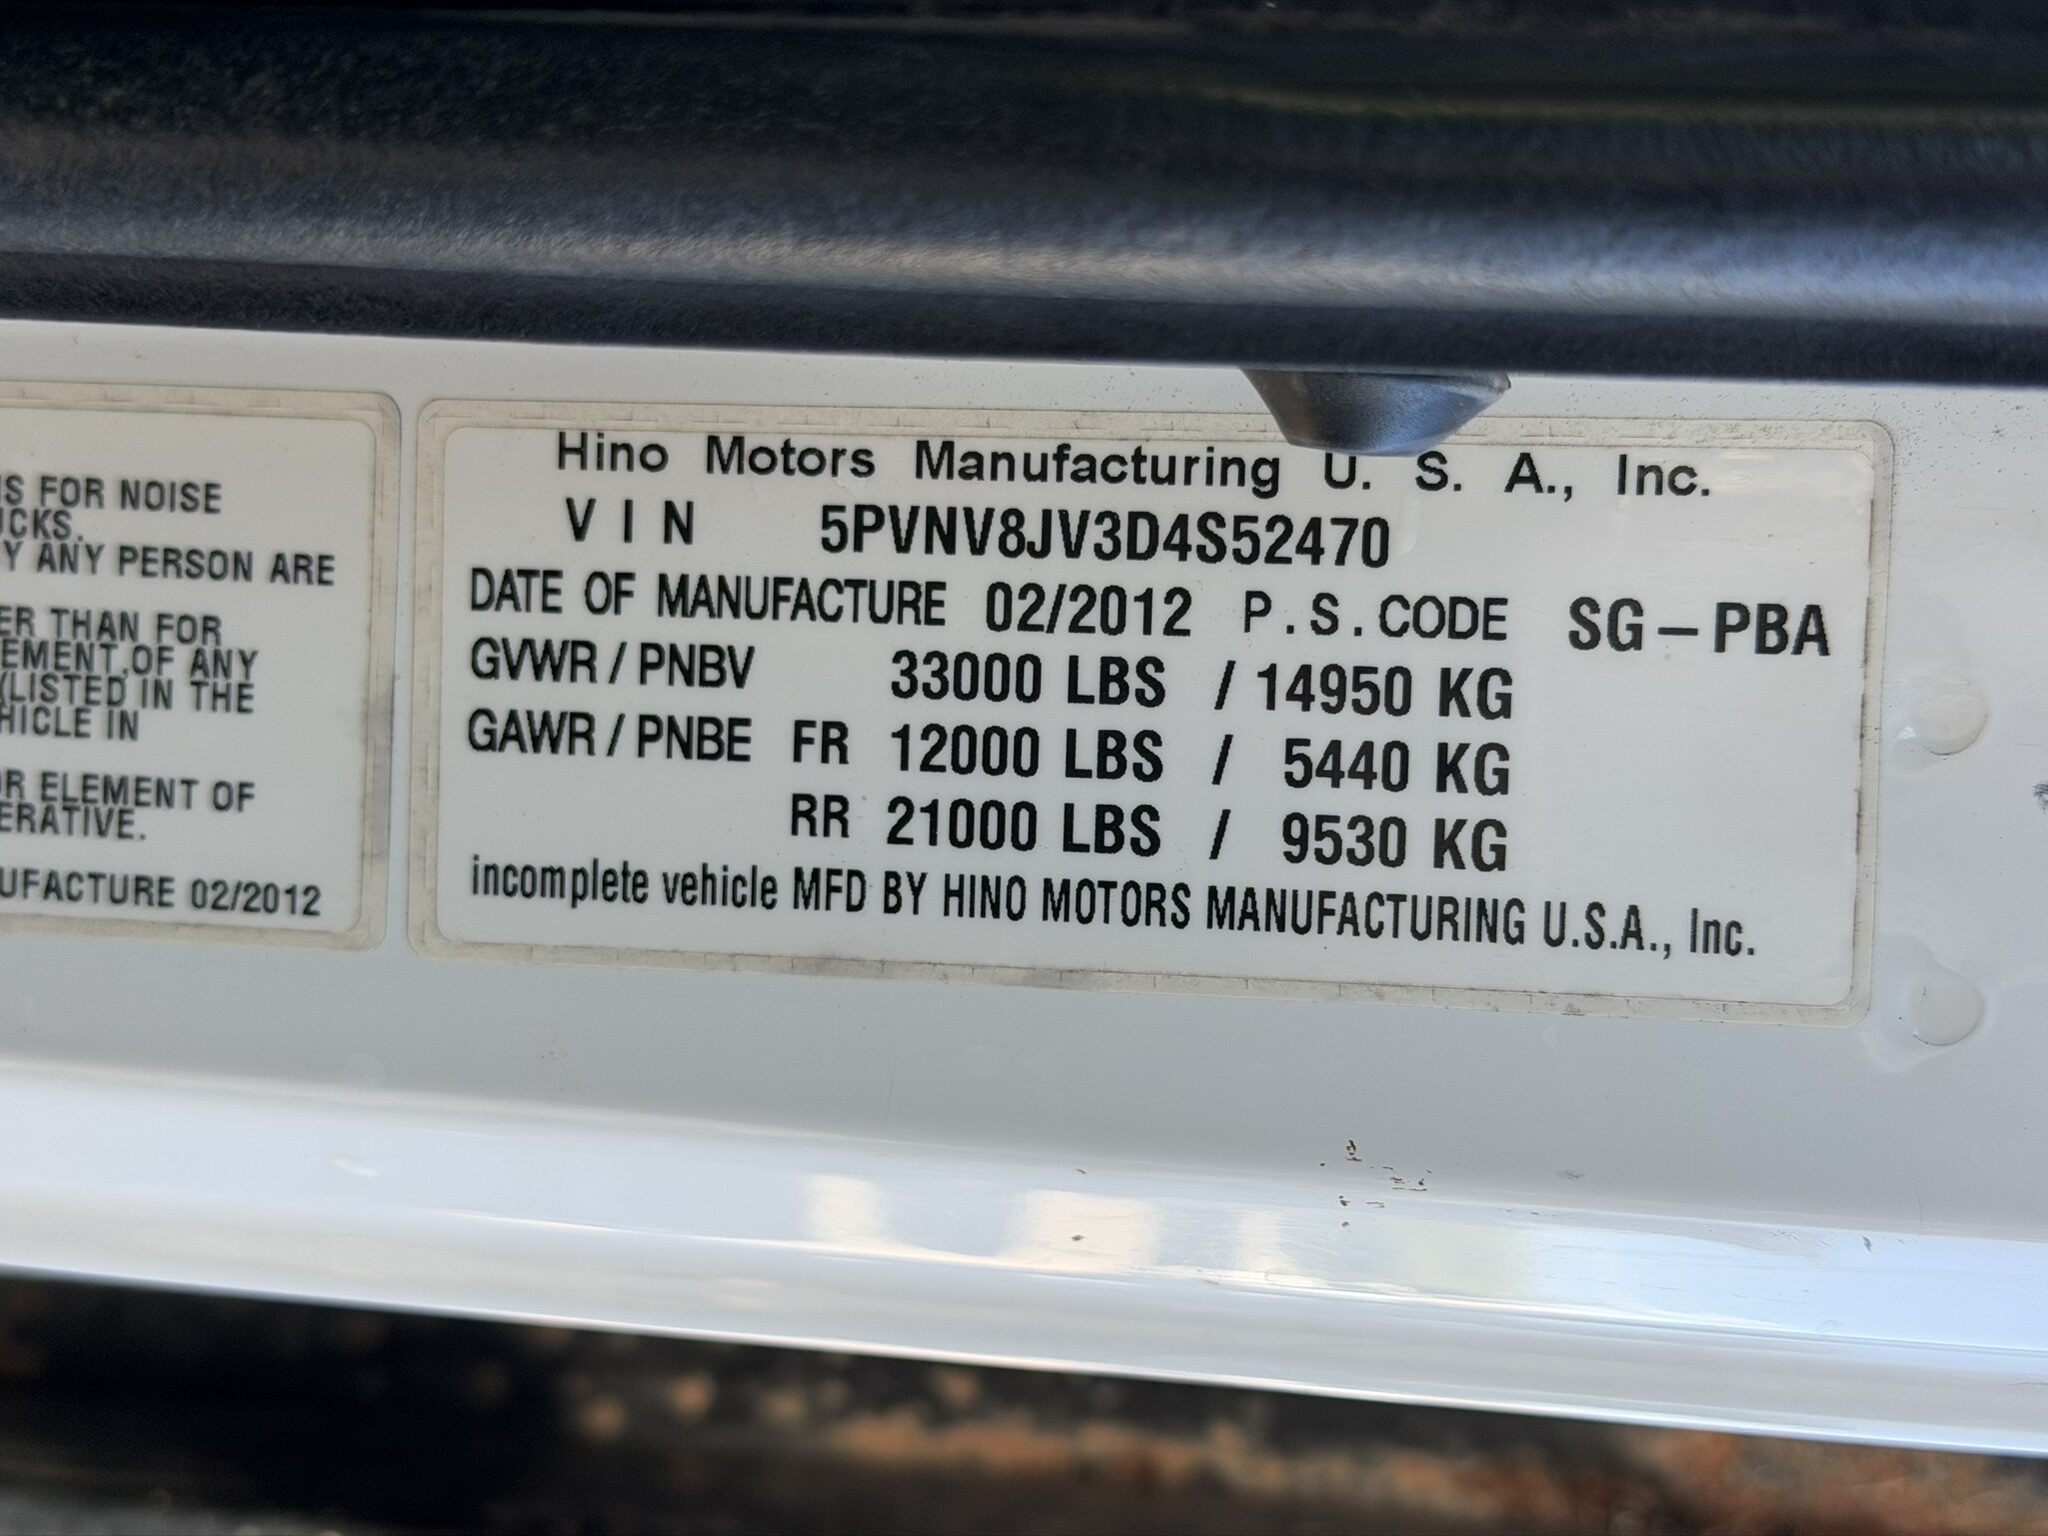 IS FOR NOISE
UCKS.
Y ANY PERSON ARE
ER THAN FOR
EMENT,OF ANY
(LISTED IN THE
HICLE IN
OR ELEMENT OF
ERATIVE.
UFACTURE 02/2012
Hino Motors Manufacturing U. S. A., Inc.
V I N 5PVNV8JV3D4S52470
DATE OF MANUFACTURE 02/2012 P.S.CODE SG-PBA
GVWR / PNBV 33000 LBS / 14950 KG
GAWR / PNBE FR 12000 LBS / 5440 KG
RR 21000 LBS / 9530 KG
incomplete vehicle MFD BY HINO MOTORS MANUFACTURING U.S.A., Inc.